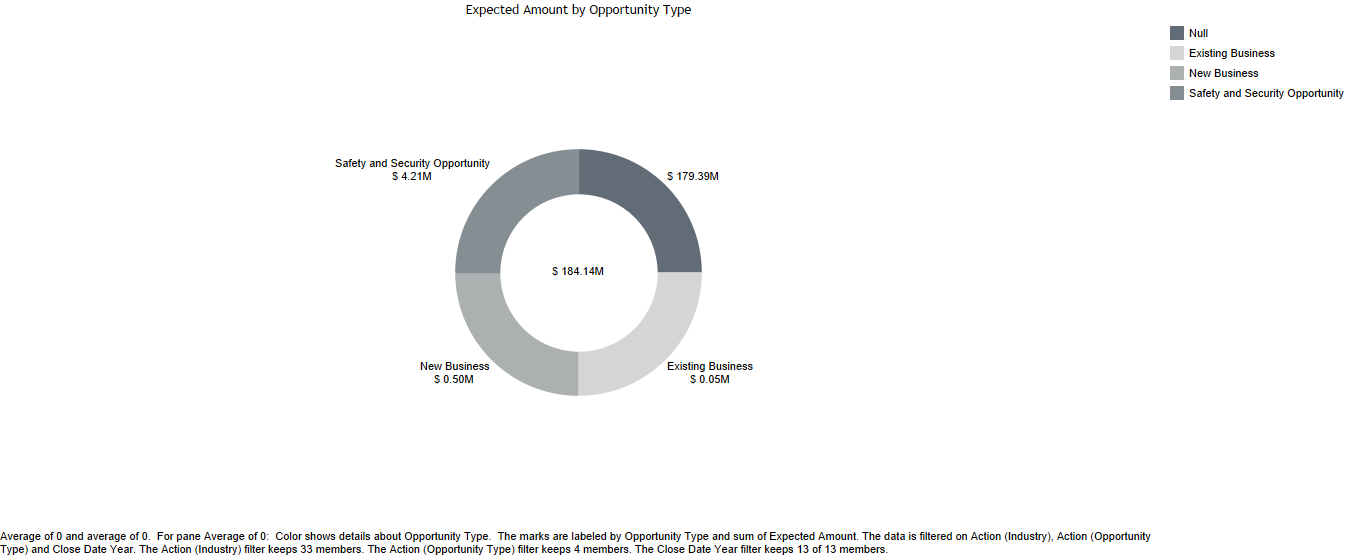 Expected Amount by Opportunity Type
Null
Existing Business
New Business
Safety and Security Opportunity
Safety and Security Opportunity
$ 4.21M
$ 179.39M
$ 184.14M
New Business
$ 0.50M
Existing Business
$ 0.05M
Average of 0 and average of 0.  For pane Average of 0:  Color shows details about Opportunity Type.  The marks are labeled by Opportunity Type and sum of Expected Amount. The data is filtered on Action (Industry), Action (Opportunity
Type) and Close Date Year. The Action (Industry) filter keeps 33 members. The Action (Opportunity Type) filter keeps 4 members. The Close Date Year filter keeps 13 of 13 members.